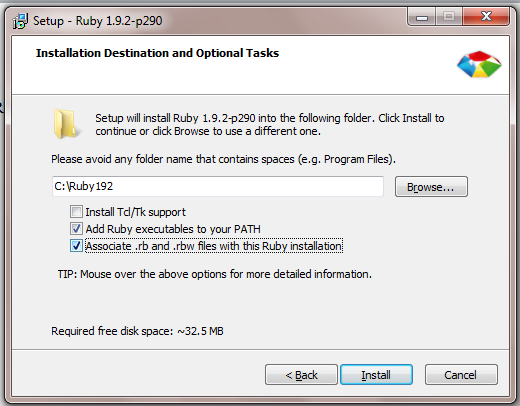 Setup - Ruby 1.9.2-p290
Installation Destination and Optional Tasks
Setup will install Ruby 1.9.2-p290 into the following folder. Click Install to
continue or click Browse to use a different one.
Please avoid any folder name that contains spaces (e.g. Program Files).
C:\Ruby192
Browse...
Install Tcl/Tk support
Add Ruby executables to your PATH
Associate .rb and .rbw files with this Ruby installation
TIP: Mouse over the above options for more detailed information.
Required free disk space: ~32.5 MB
< Back
Install
Cancel